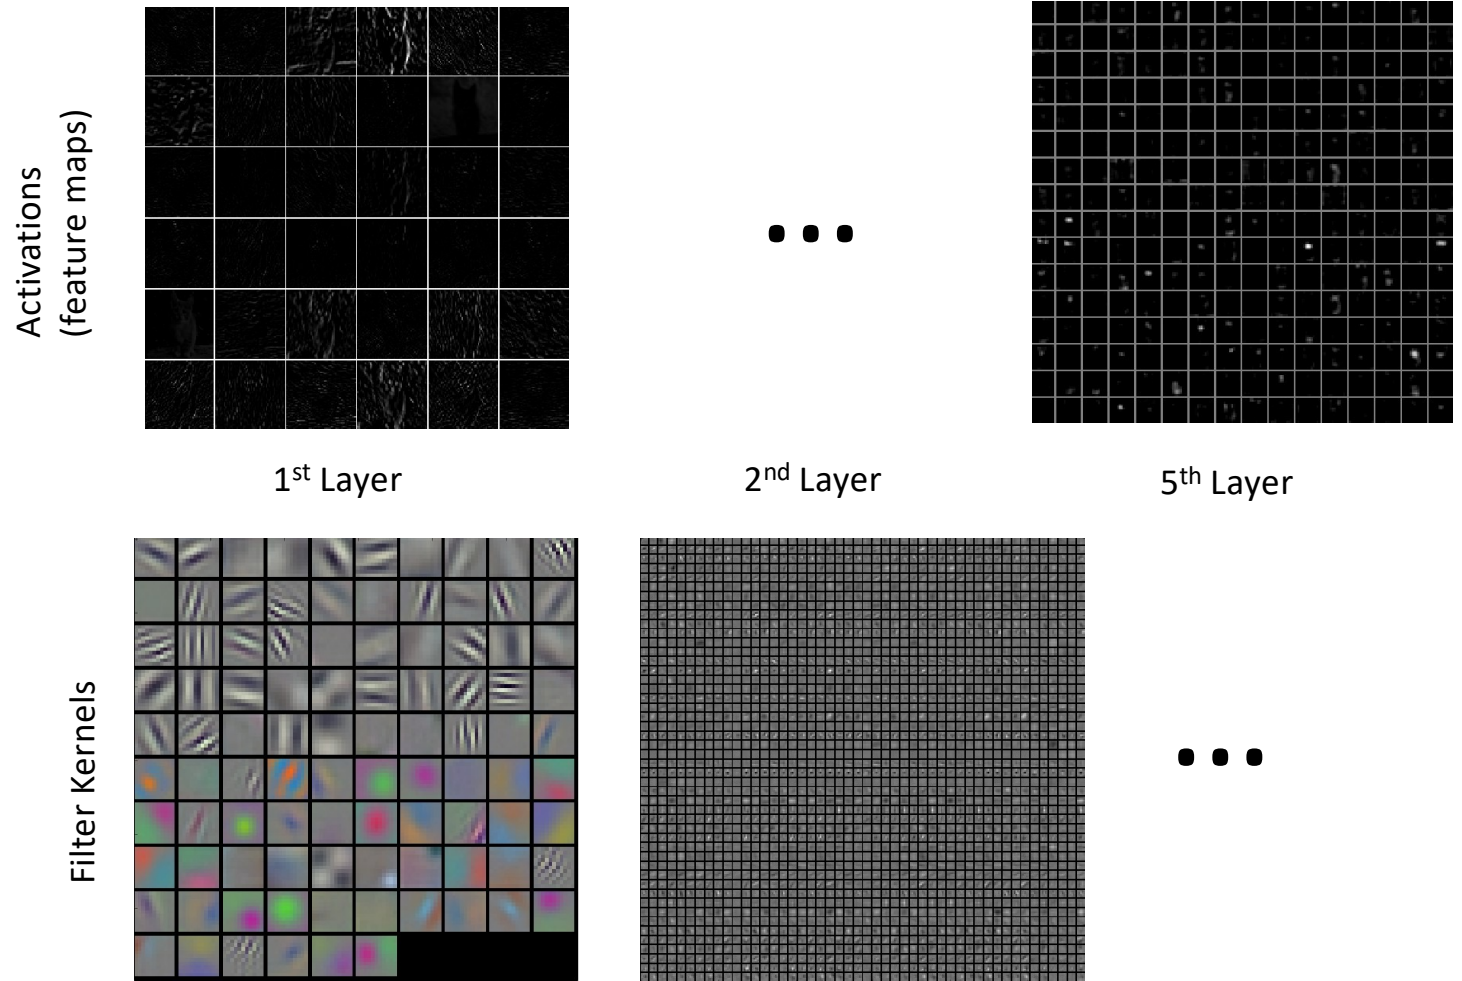 Activations
(feature maps)
1st Layer
2nd Layer
5th Layer
Filter Kernels